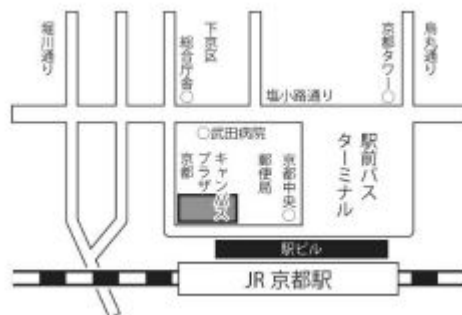 堀川通り
下京区
総合庁舎
京都タワー
烏丸通り
塩小路通り
武田病院
キャンパス
プラザ
京都
京都中央
郵便局
駅前バス
ターミナル
駅ビル
JR 京都駅